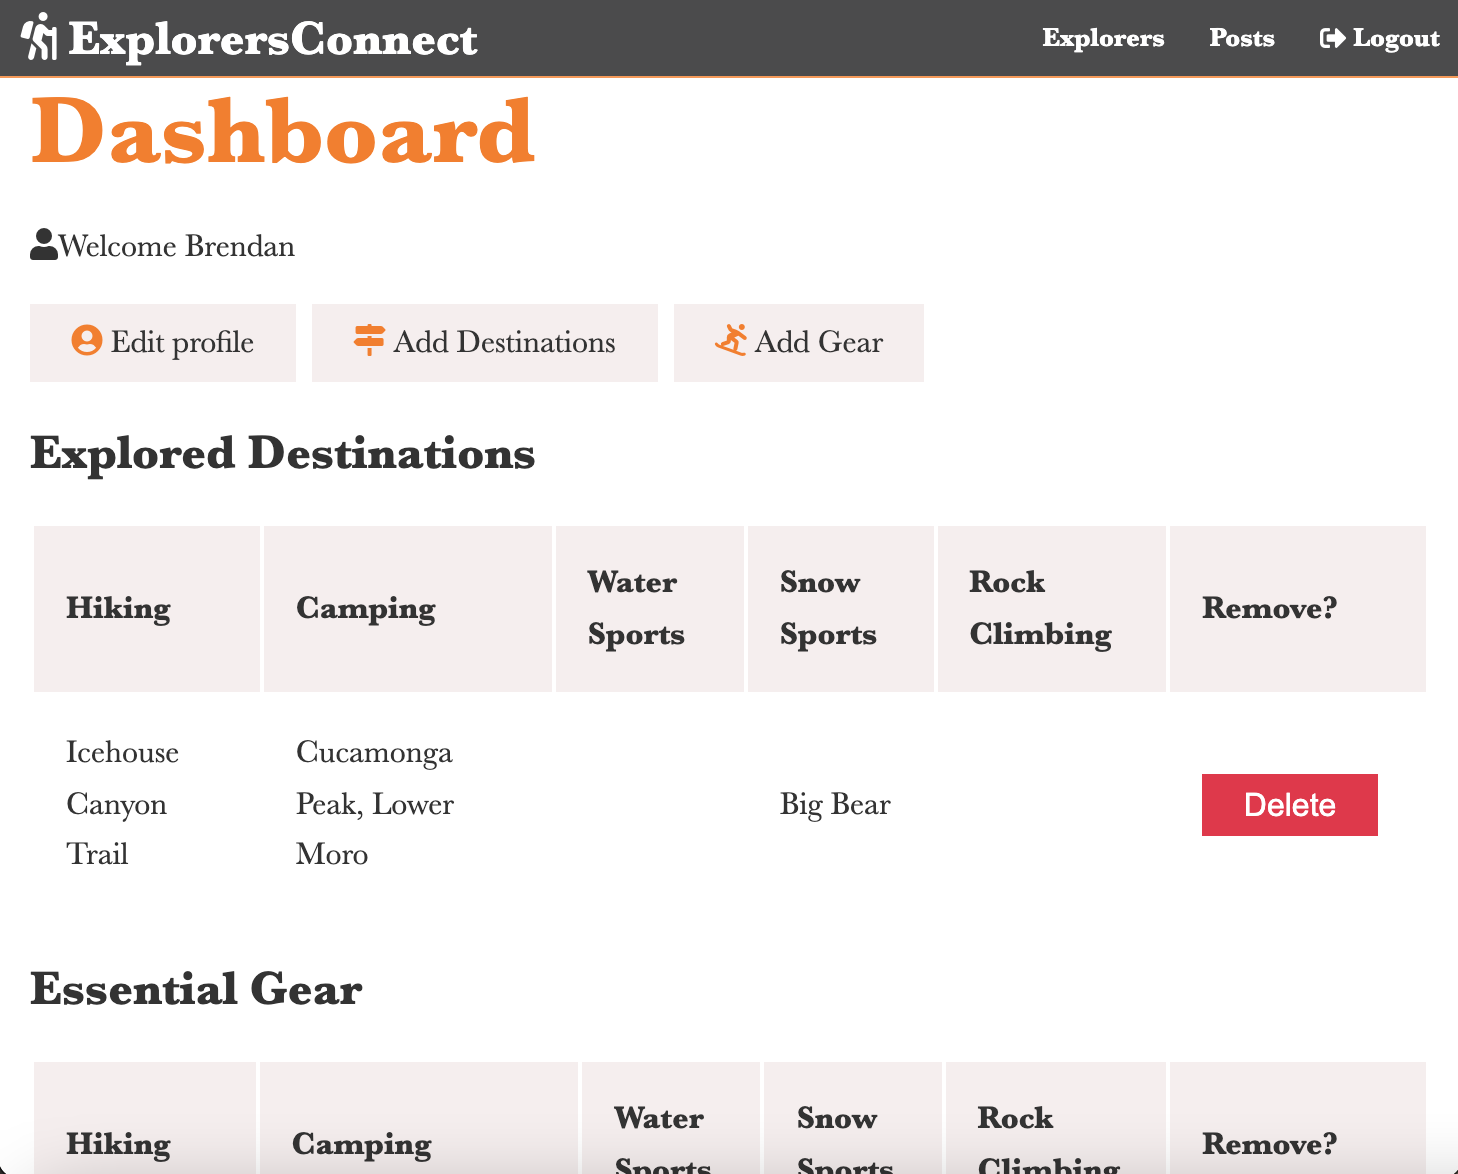 ExplorersConnect Explorers Posts Logout
Dashboard
Welcome Brendan
Edit profile Add Destinations Add Gear
Explored Destinations
Hiking Camping Water Sports Snow Sports Rock Climbing Remove?
Icehouse Canyon Trail Cucamonga Peak, Lower Moro Big Bear Delete
Essential Gear
Hiking Camping Water Sports Snow Sports Rock Climbing Remove?